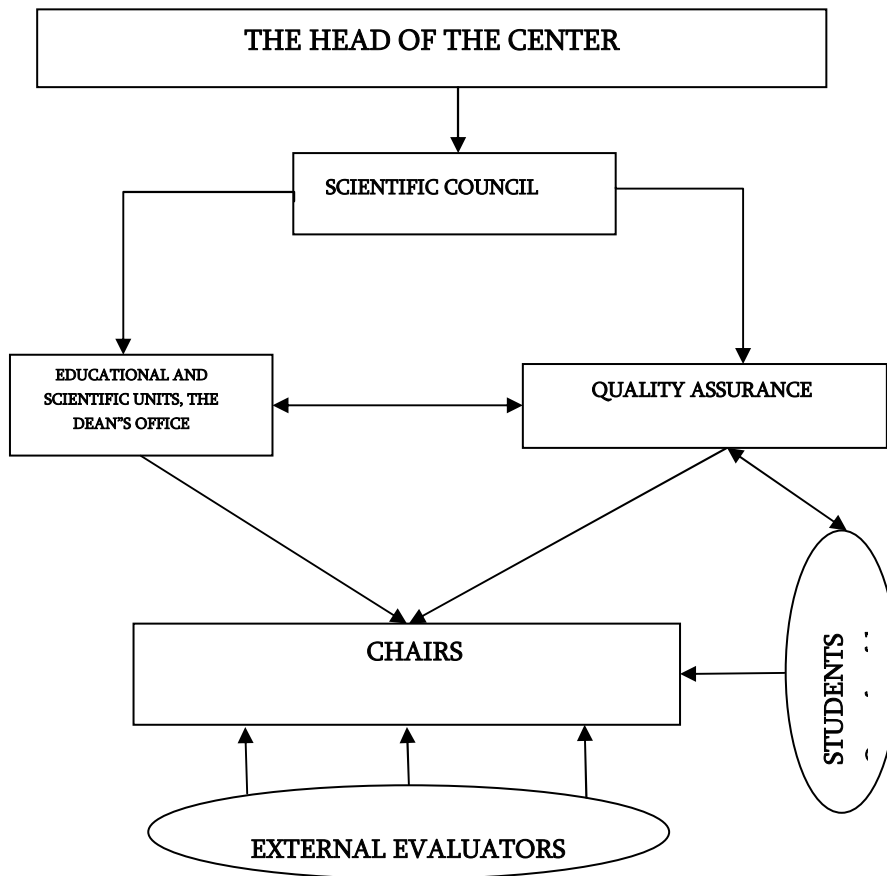 THE HEAD OF THE CENTER
SCIENTIFIC COUNCIL
EDUCATIONAL AND
SCIENTIFIC UNITS, THE
DEAN"S OFFICE
QUALITY ASSURANCE
CHAIRS
STUDENTS
EXTERNAL EVALUATORS